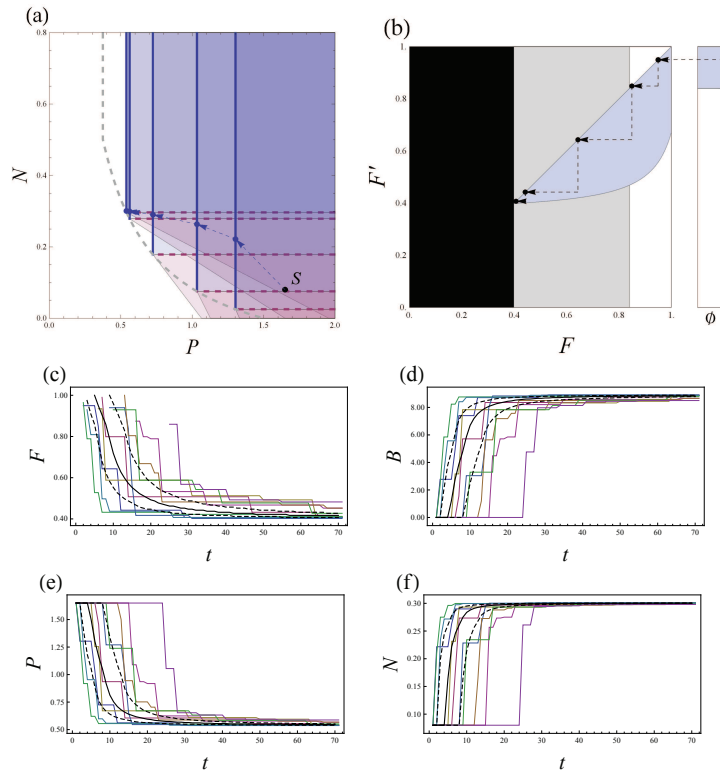 (a)
0.8
0.6
N
0.4
0.2
S
0.0
0.0 0.5 1.0 1.5 2.0
P
(b)
1.
0.8
0.6
F′
0.4
0.2
0.
0. 0.2 0.4 0.6 0.8 1.
ϕ
F
(c)
1.00
0.80
F
0.60
0.40
0 10 20 30 40 50 60 70
t
(d)
8.00
6.00
B
4.00
2.00
0.00
0 10 20 30 40 50 60 70
t
(e)
1.50
1.25
P
1.00
0.75
0.50
0 10 20 30 40 50 60 70
t
(f)
0.30
0.25
N
0.20
0.15
0.10
0 10 20 30 40 50 60 70
t